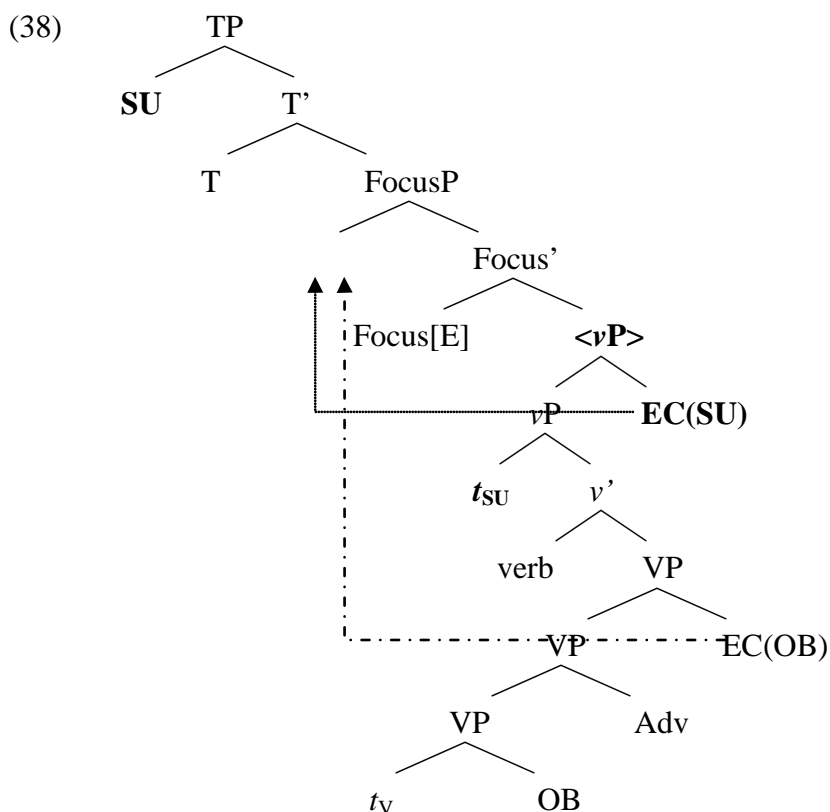 (38) TP
SU T’
T FocusP
Focus’
Focus[E] <vP>
vP EC(SU)
tSU v’
verb VP
VP EC(OB)
VP Adv
tV OB